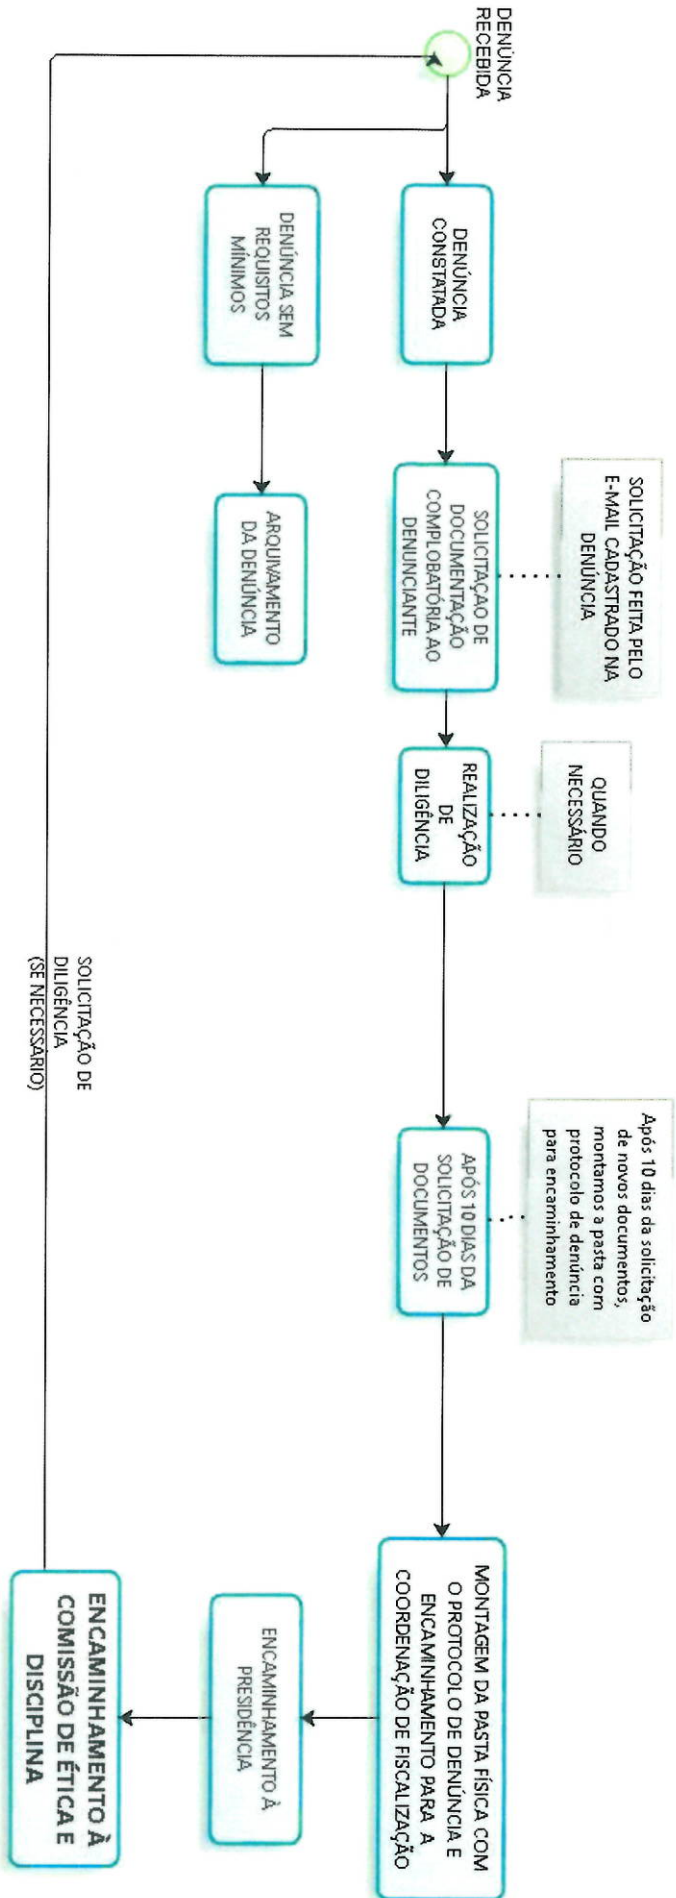 DENÚNCIA
RECEBIDA
DENÚNCIA
CONSTATADA
DENÚNCIA SEM
REQUISITOS
MÍNIMOS
SOLICITAÇÃO FEITA PELO
E-MAIL CADASTRADO NA
DENÚNCIA
SOLICITAÇAO DE
DOCUMENTAÇÃO
COMPLOBATÓRIA AO
DENUNCIANTE
ARQUIVAMENTO
DA DENÚNCIA
QUANDO
NECESSÁRIO
REALIZAÇÃO
DE
DILIGÊNCIA
Após 10 dias da solicitação
de novos documentos,
montamos a pasta com
protocolo de denúncia
para encaminhamento
APÓS 10 DIAS DA
SOLICITAÇÃO DE
DOCUMENTOS
SOLICITAÇÃO DE
DILIGÊNCIA
(SE NECESSÁRIO)
MONTAGEM DA PASTA FÍSICA COM
O PROTOCOLO DE DENÚNCIA E
ENCAMINHAMENTO PARA A
COORDENAÇÃO DE FISCALIZAÇÃO
ENCAMINHAMENTO À
PRESIDÊNCIA
ENCAMINHAMENTO À
COMISSÃO DE ÉTICA E
DISCIPLINA